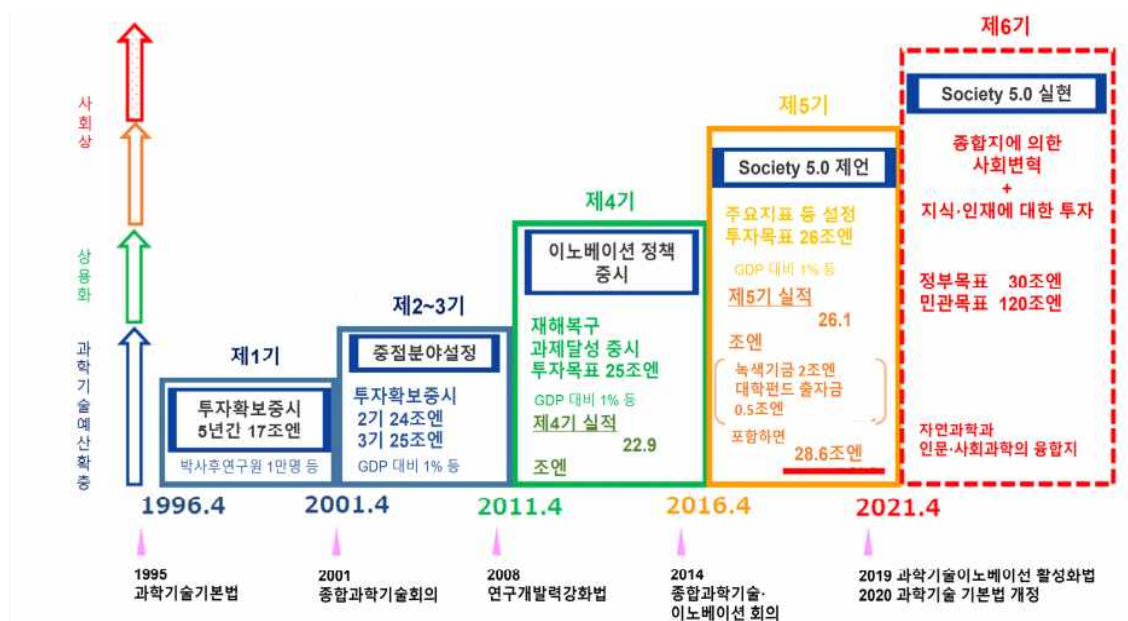 제6기
Society 5.0 실현
종합지에 의한
사회변혁
+
지식·인재에 대한 투자
정부목표 30조엔
민관목표 120조엔
자연과학과
인문·사회과학의 융합지
제5기
Society 5.0 제언
주요지표 등 설정
투자목표 26조엔
GDP 대비 1% 등
제5기 실적
26.1
조엔
녹색기금 2조엔
대학펀드 출자금
0.5조엔
포함하면
28.6조엔
제4기
이노베이션 정책
중시
재해복구
과제달성 중시
투자목표 25조엔
GDP 대비 1% 등
제4기 실적
22.9
조엔
제2~3기
중점분야설정
투자확보중시
2기 24조엔
3기 25조엔
GDP 대비 1% 등
제1기
투자확보중시
5년간 17조엔
박사후연구원 1만명 등
사회상
상용화
과학기술예산확충
1996.4
2001.4
2011.4
2016.4
2021.4
1995
과학기술기본법
2001
종합과학기술회의
2008
연구개발력강화법
2014
종합과학기술·
이노베이션 회의
2019 과학기술이노베이션 활성화법
2020 과학기술 기본법 개정